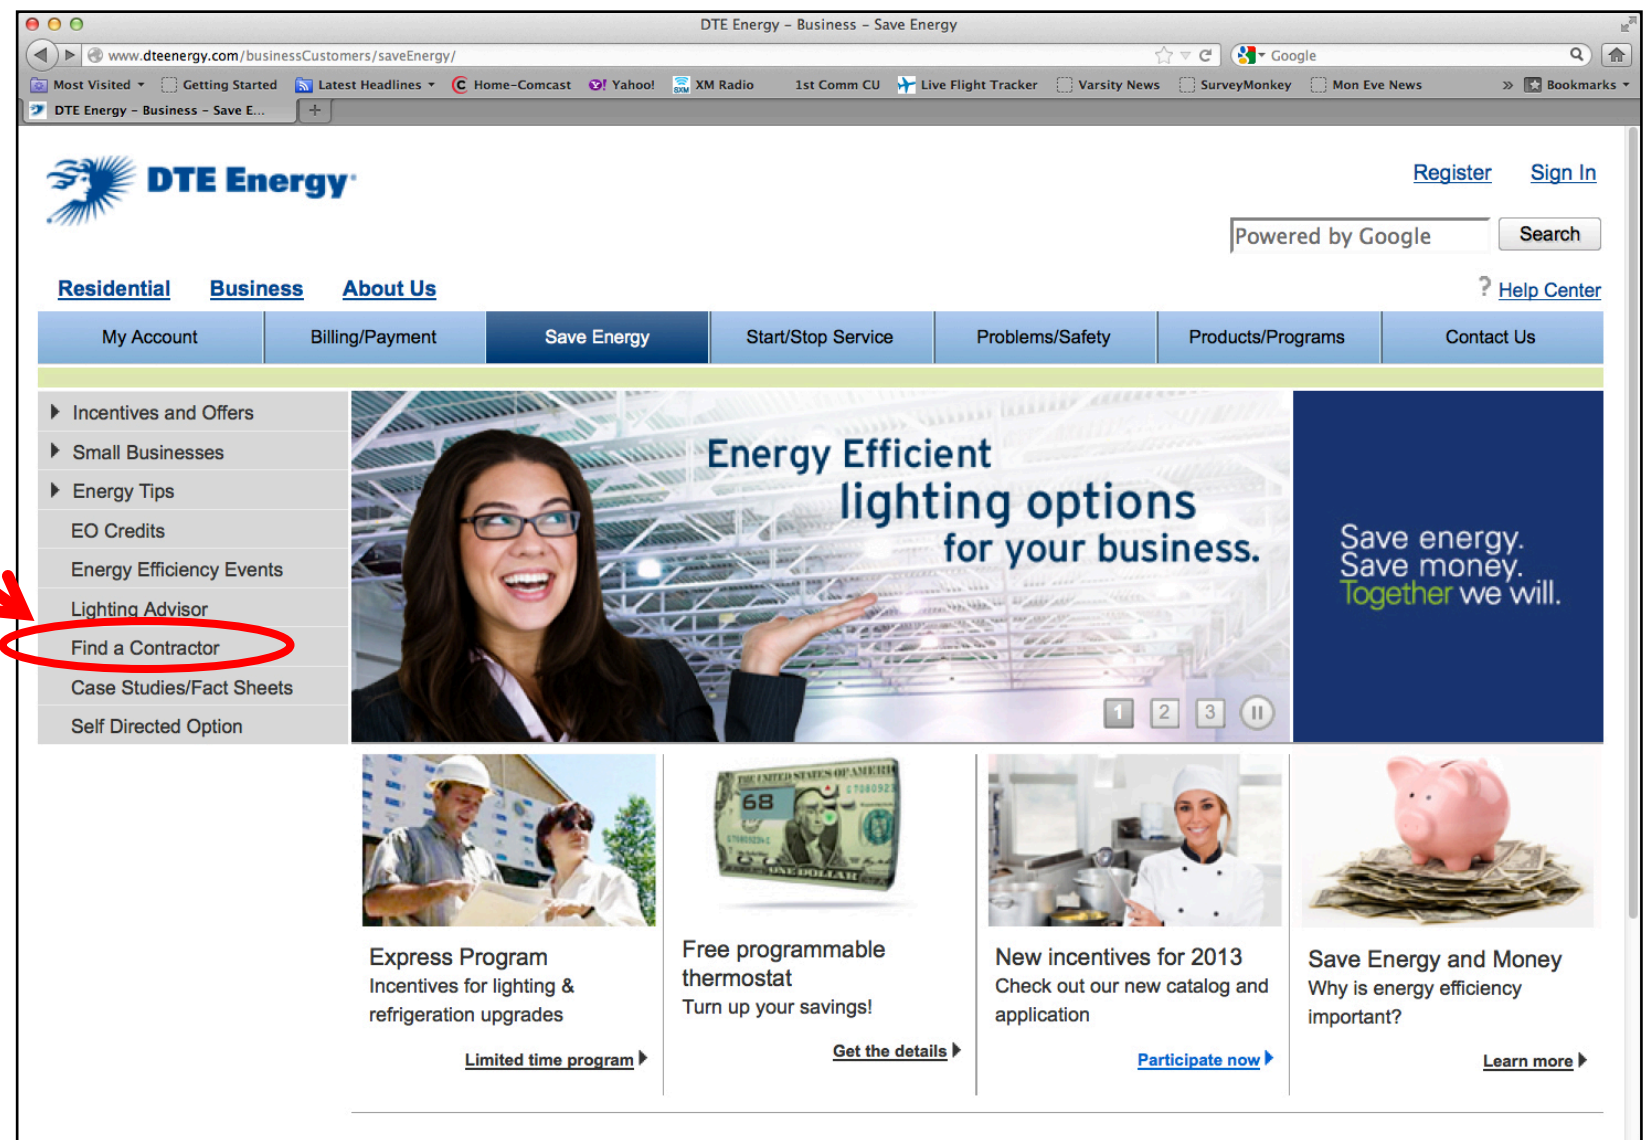 DTE Energy – Business – Save Energy
www.dteenergy.com/businessCustomers/saveEnergy/
Google
Most Visited
Getting Started
Latest Headlines
Home-Comcast
Yahoo!
XM Radio
1st Comm CU
Live Flight Tracker
Varsity News
SurveyMonkey
Mon Eve News
Bookmarks
DTE Energy – Business – Save E...
DTE Energy
Register
Sign In
Powered by Google
Search
Residential
Business
About Us
? Help Center
My Account
Billing/Payment
Save Energy
Start/Stop Service
Problems/Safety
Products/Programs
Contact Us
Incentives and Offers
Small Businesses
Energy Tips
EO Credits
Energy Efficiency Events
Lighting Advisor
Find a Contractor
Case Studies/Fact Sheets
Self Directed Option
Energy Efficient
lighting options
for your business.
1 2 3
Save energy.
Save money.
Together we will.
THE UNITED STATES OF AMERI
68
ONE DOLLAR
Express Program
Incentives for lighting &
refrigeration upgrades
Limited time program
Free programmable
thermostat
Turn up your savings!
Get the details
New incentives for 2013
Check out our new catalog and
application
Participate now
Save Energy and Money
Why is energy efficiency
important?
Learn more